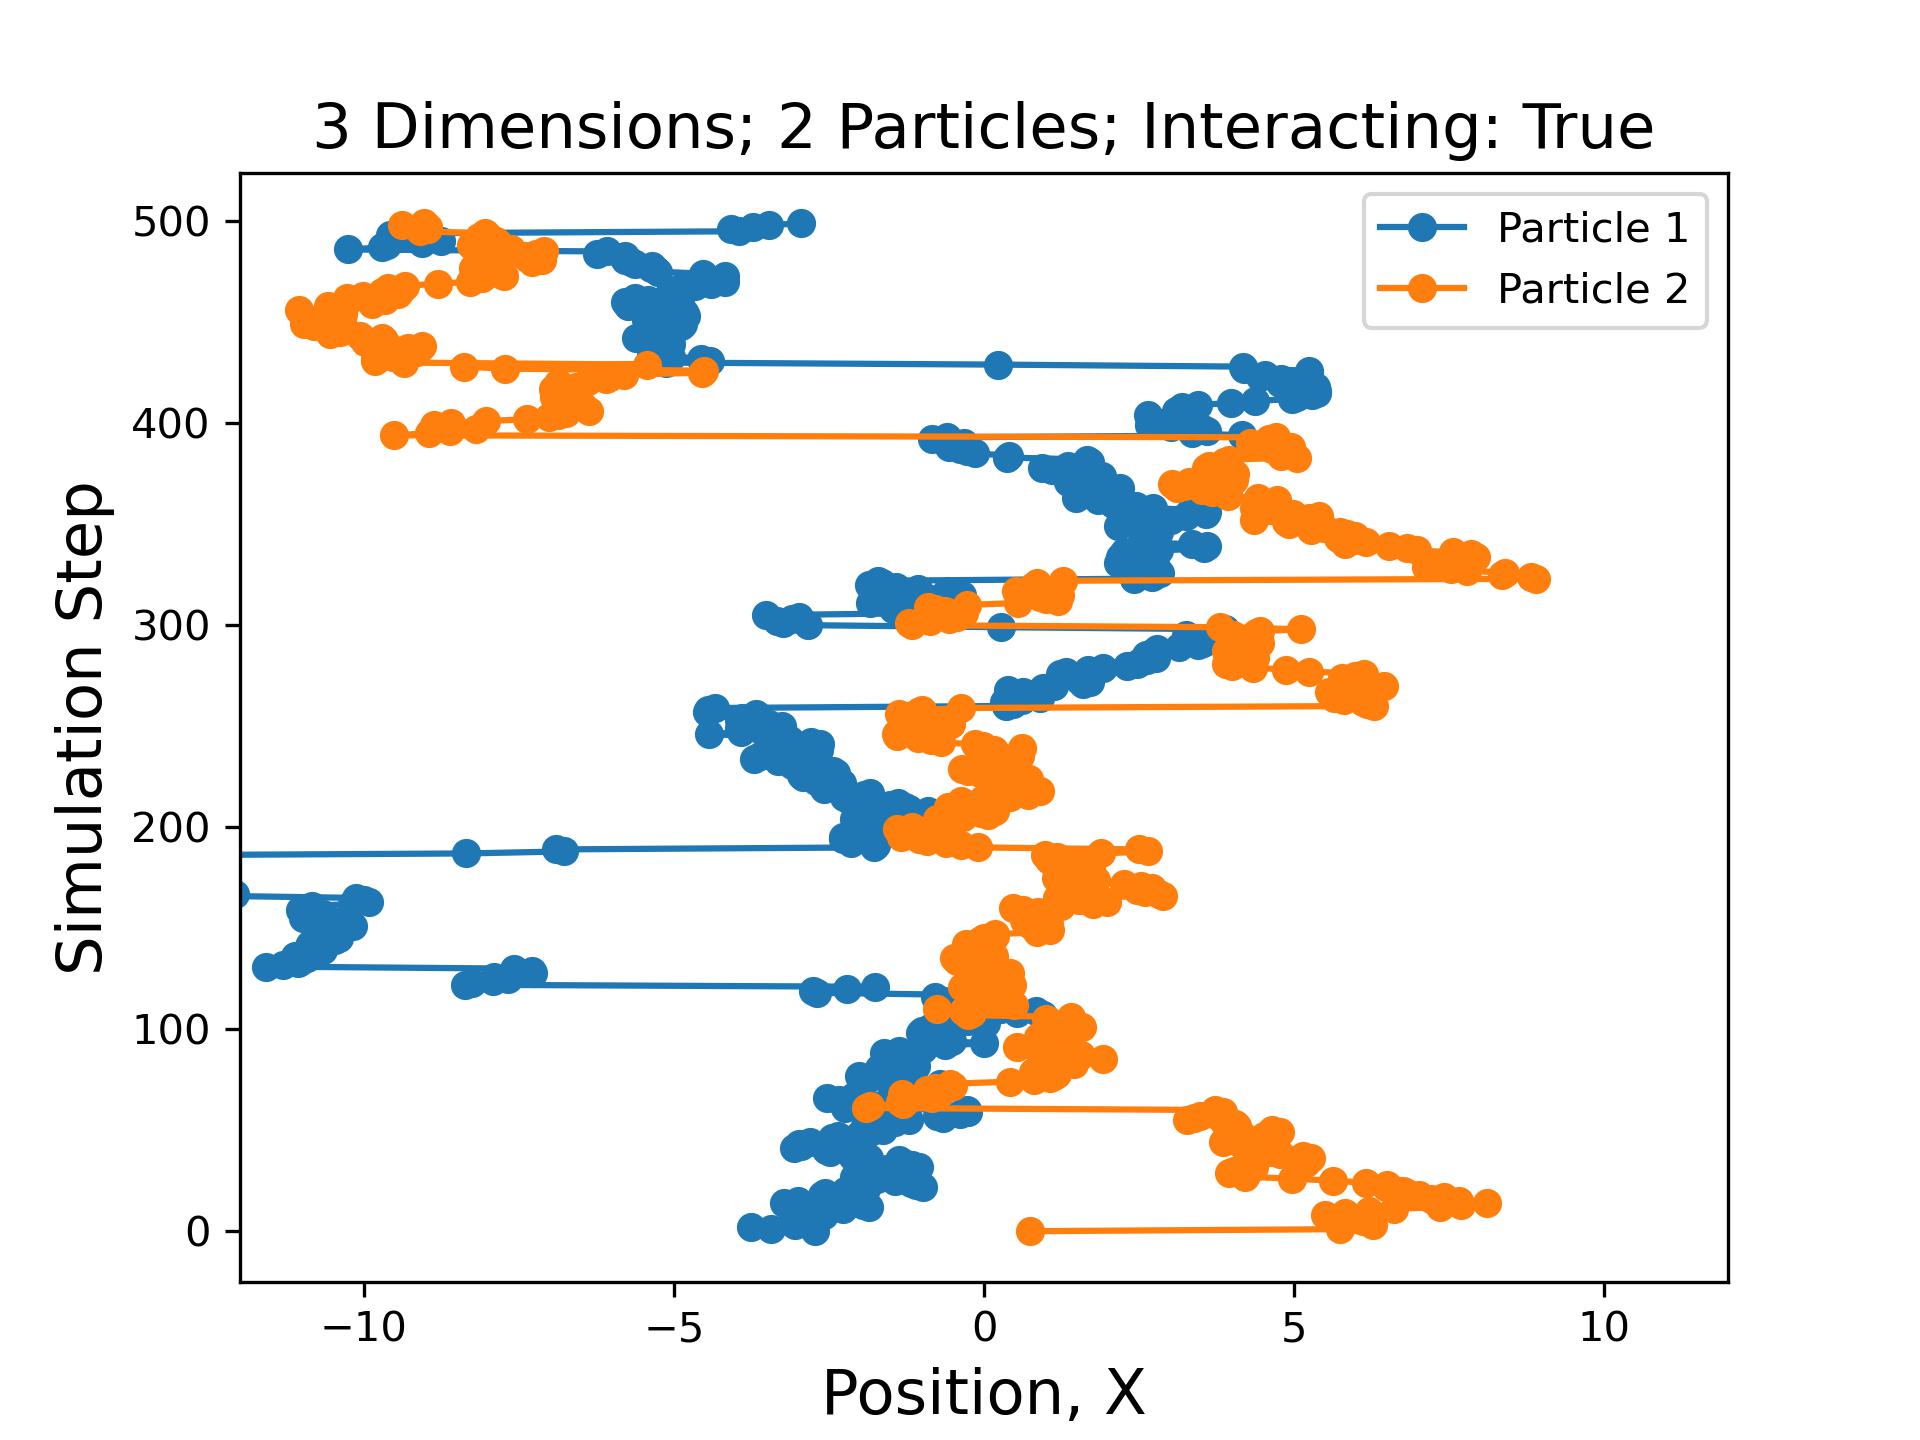 3 Dimensions; 2 Particles; Interacting: True
Particle 1
Particle 2
Simulation Step
500
400
300
200
100
0
−10
−5
0
5
10
Position, X